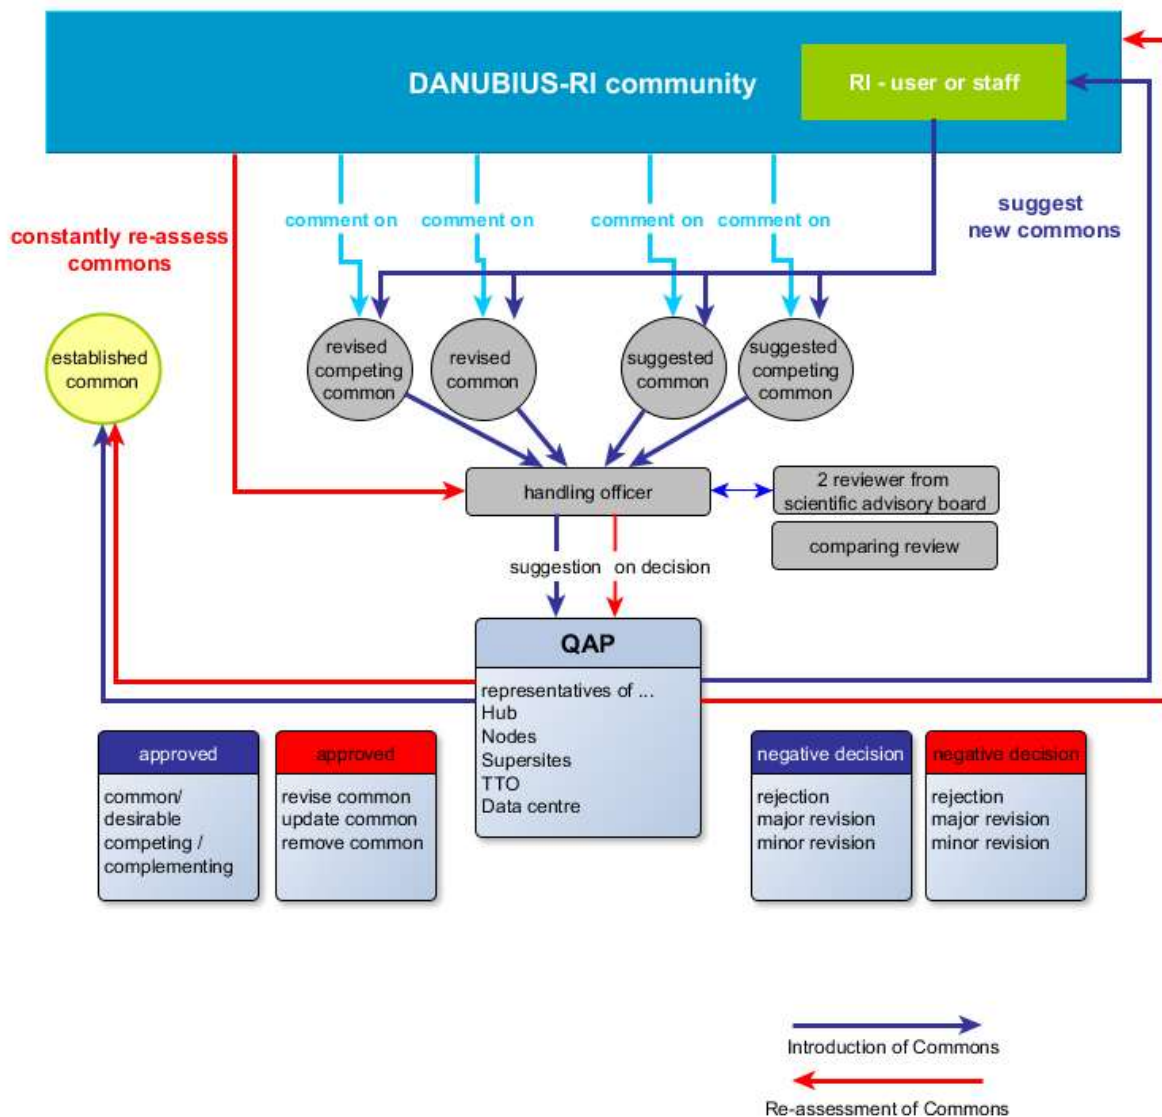 DANUBIUS-RI community
RI - user or staff
constantly re-assess
commons
comment on
comment on
comment on
comment on
suggest
new commons
established
common
revised
competing
common
revised
common
suggested
common
suggested
competing
common
handling officer
2 reviewer from
scientific advisory board
comparing review
suggestion
on decision
QAP
representatives of ...
Hub
Nodes
Supersites
TTO
Data centre
approved
common/
desirable
competing /
complementing
approved
revise common
update common
remove common
negative decision
rejection
major revision
minor revision
negative decision
rejection
major revision
minor revision
Introduction of Commons
Re-assessment of Commons